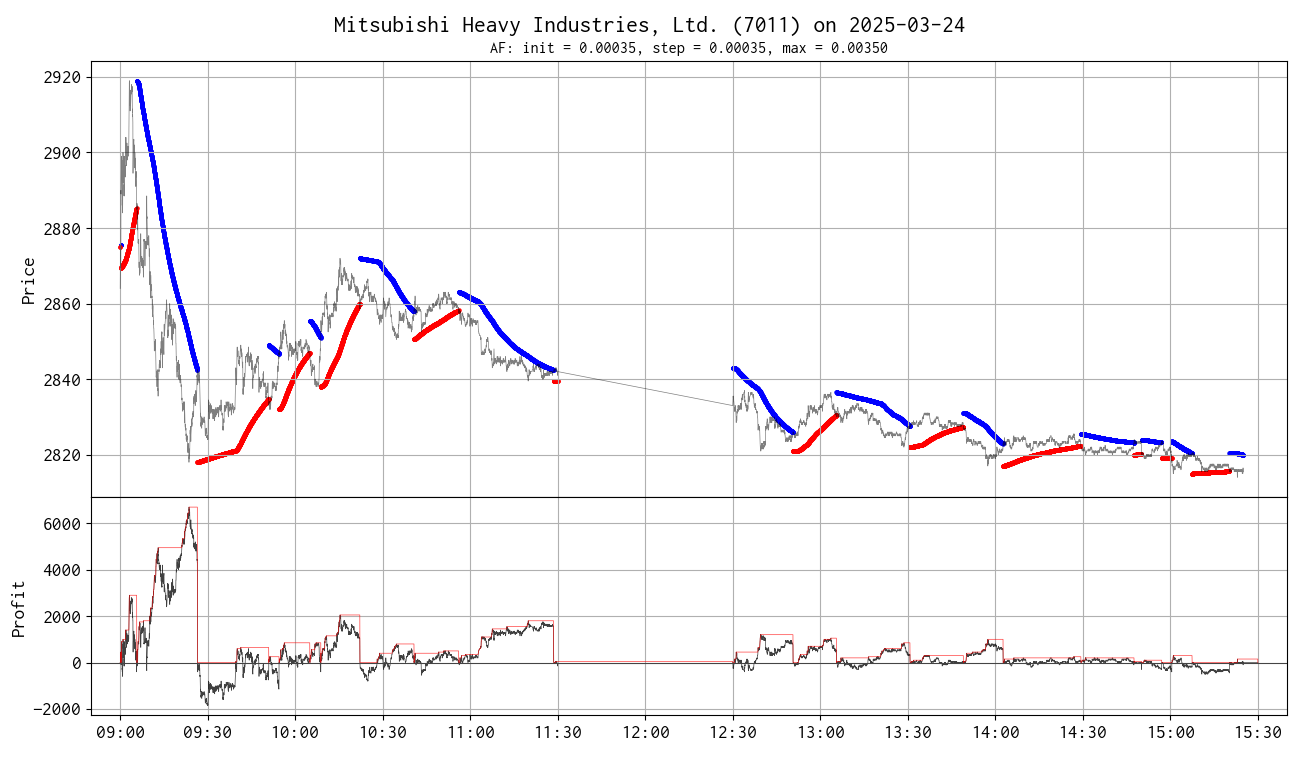 Mitsubishi Heavy Industries, Ltd. (7011) on 2025-03-24
AF: init = 0.00035, step = 0.00035, max = 0.00350
Price
2920
2900
2880
2860
2840
2820
Profit
6000
4000
2000
0
−2000
09:00 09:30 10:00 10:30 11:00 11:30 12:00 12:30 13:00 13:30 14:00 14:30 15:00 15:30